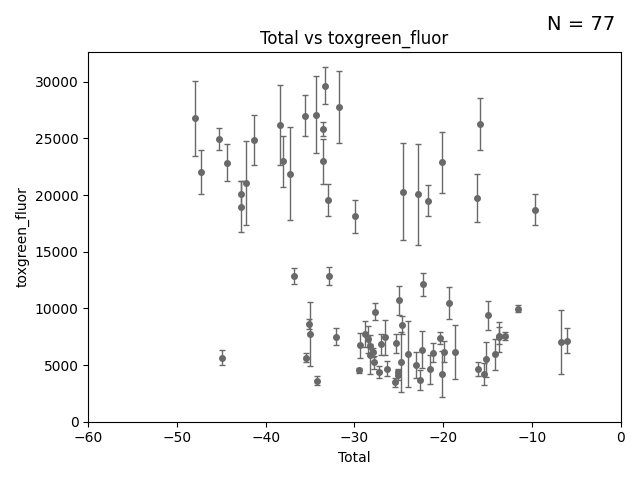 N = 77
Total vs toxgreen_fluor
toxgreen_fluor
30000
25000
20000
15000
10000
5000
0
−60 −50 −40 −30 −20 −10 0
Total